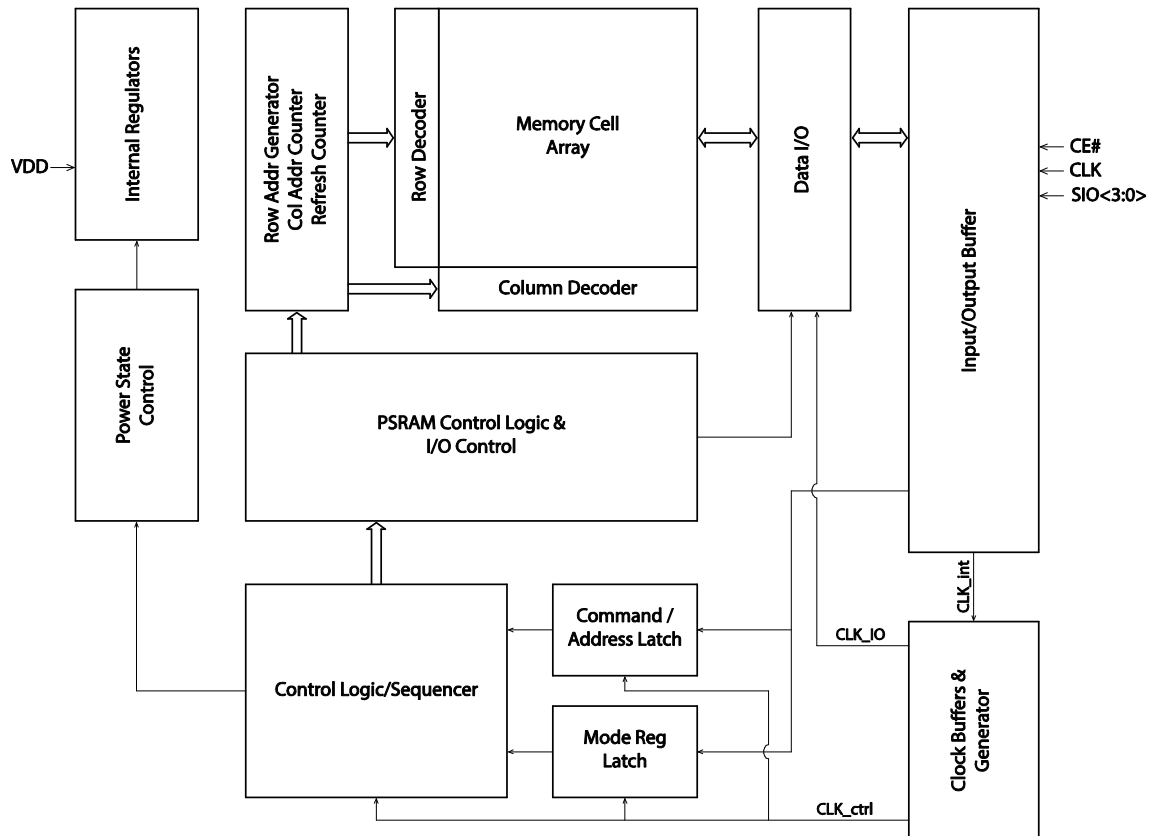 VDD
Internal Regulators
Power State
Control
Row Addr Generator
Col Addr Counter
Refresh Counter
Row Decoder
Memory Cell
Array
Column Decoder
Data I/O
Input/Output Buffer
CE#
CLK
SIO<3:0>
PSRAM Control Logic &
I/O Control
Control Logic/Sequencer
Command /
Address Latch
Mode Reg
Latch
CLK_int
CLK_IO
CLK_ctrl
Clock Buffers &
Generator